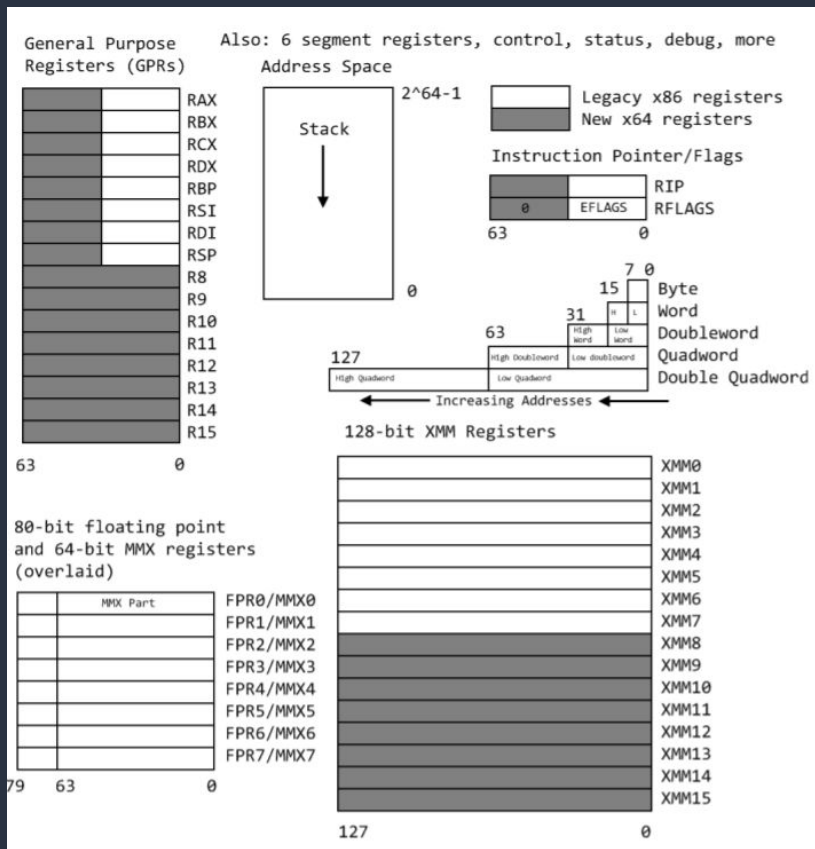 General Purpose
Registers (GPRs)
RAX
RBX
RCX
RDX
RBP
RSI
RDI
RSP
R8
R9
R10
R11
R12
R13
R14
R15
63 0
Also: 6 segment registers, control, status, debug, more
Address Space
2^64-1
Stack
0
Legacy x86 registers
New x64 registers
Instruction Pointer/Flags
RIP
0 EFLAGS RFLAGS
63 0
7 0
Byte
15
H L Word
31
High Word Low Word Doubleword
63
High Doubleword Low doubleword Quadword
127
High Quadword Low Quadword Double Quadword
Increasing Addresses
80-bit floating point
and 64-bit MMX registers
(overlaid)
MMX Part FPR0/MMX0
FPR1/MMX1
FPR2/MMX2
FPR3/MMX3
FPR4/MMX4
FPR5/MMX5
FPR6/MMX6
FPR7/MMX7
79 63 0
128-bit XMM Registers
XMM0
XMM1
XMM2
XMM3
XMM4
XMM5
XMM6
XMM7
XMM8
XMM9
XMM10
XMM11
XMM12
XMM13
XMM14
XMM15
127 0